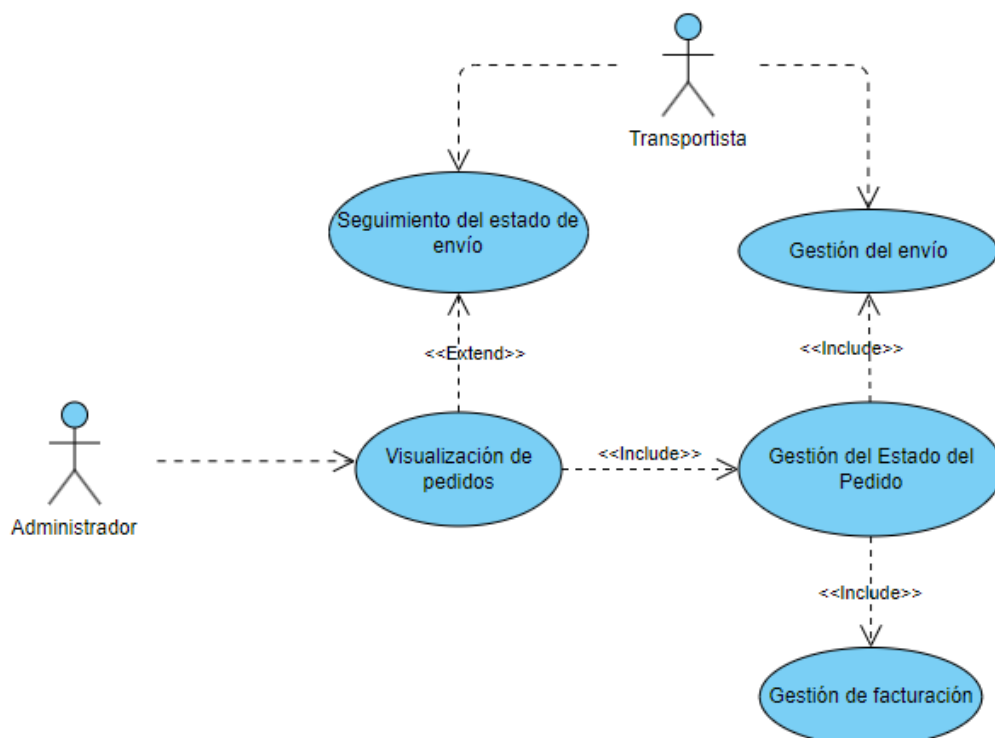 Transportista
Seguimiento del estado de
envío
Gestión del envío
<<Extend>>
<<Include>>
Visualización de
pedidos
<<Include>>
Gestión del Estado del
Pedido
Administrador
<<Include>>
Gestión de facturación